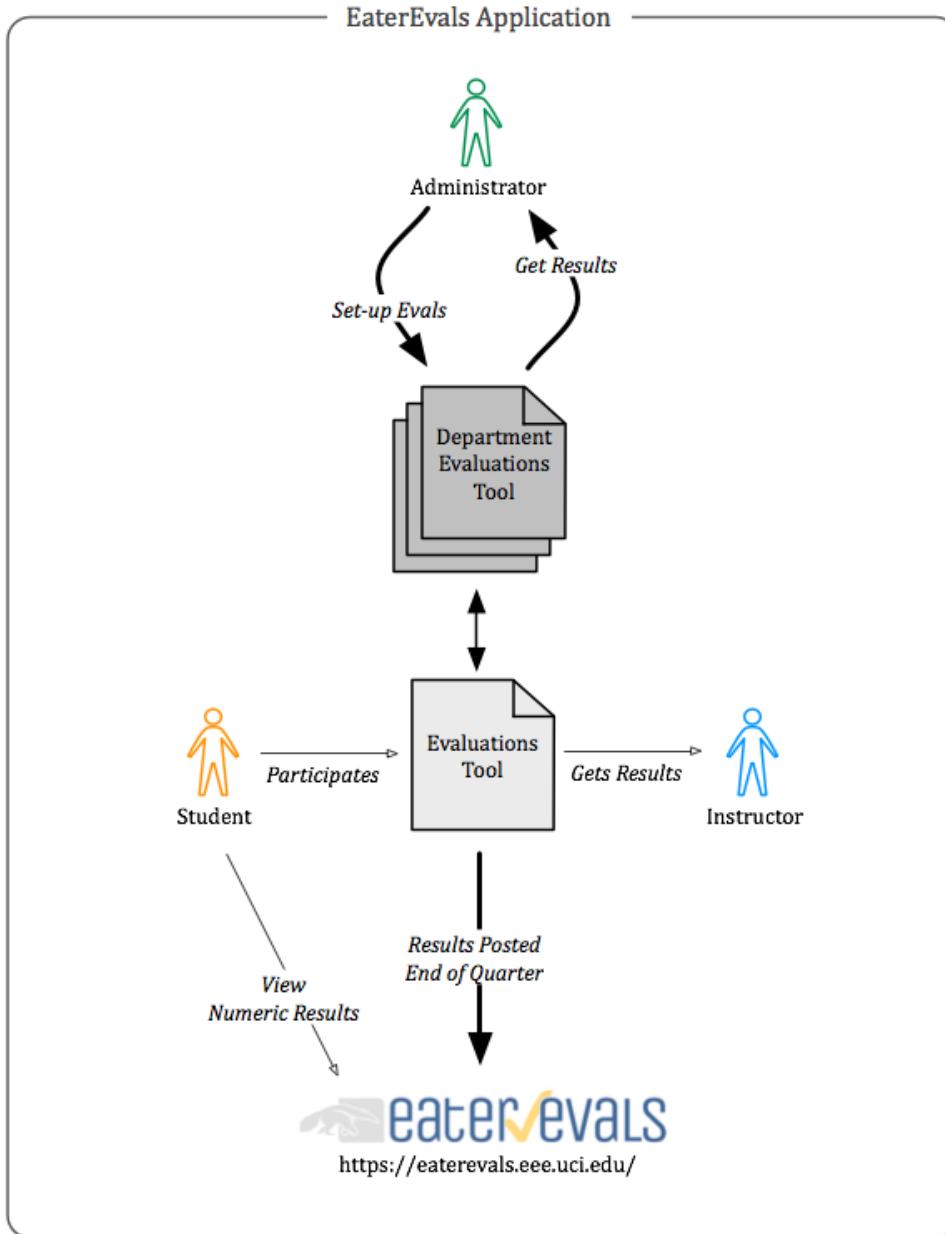 EaterEvals Application
Administrator
Get Results
Set-up Evals
Department
Evaluations
Tool
Evaluations
Tool
Participates
Gets Results
Student
Instructor
Results Posted
End of Quarter
View
Numeric Results
eaterevals
https://eaterevals.eee.uci.edu/